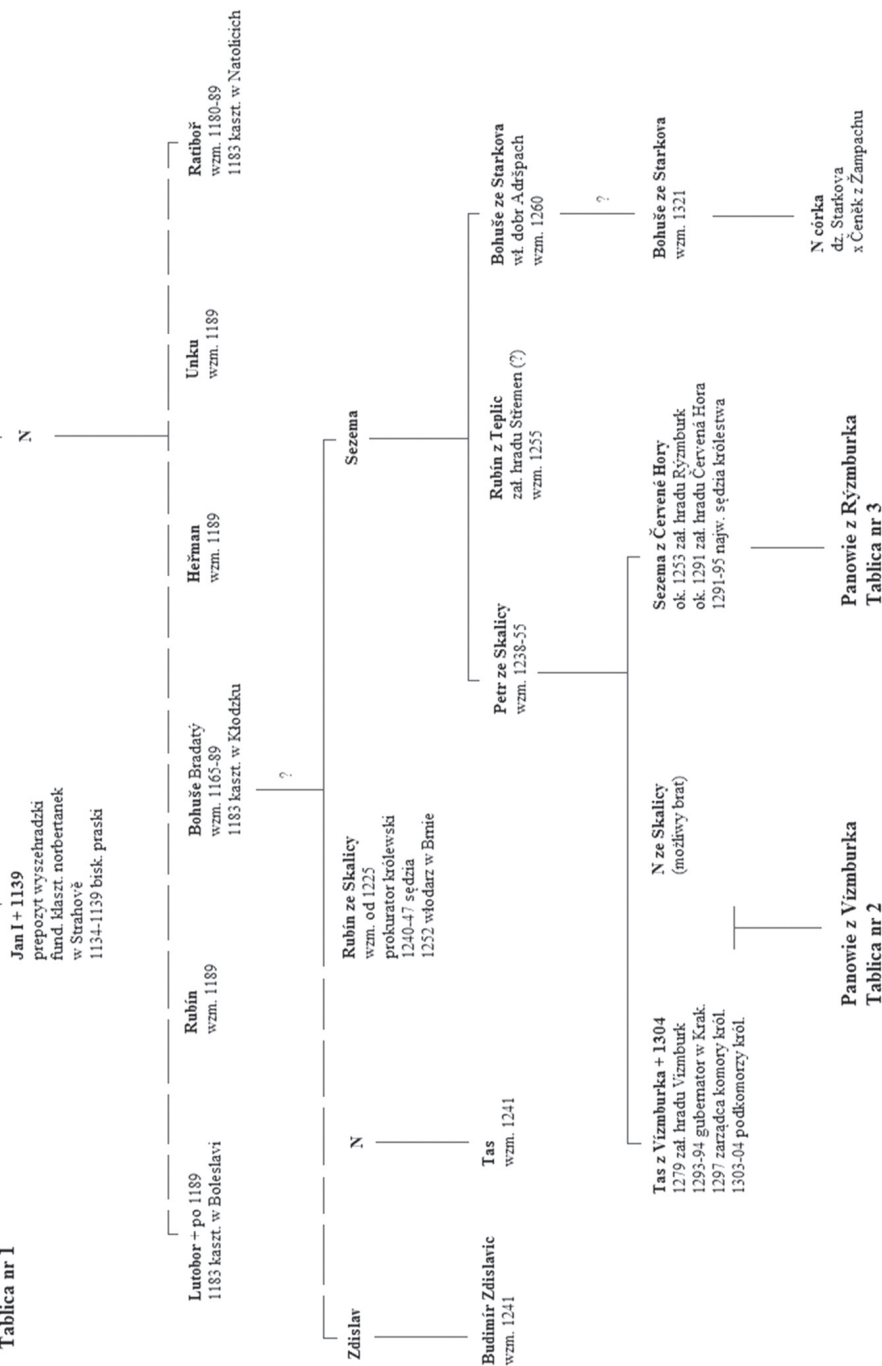 Tablica nr 1
Jan I + 1139
prepozyt wyszehradzki
fund. klaszt. norbertanek
w Strahově
1134-1139 bisk. praski
N
Lutobor + po 1189
1183 kaszt. w Boleslavi
Rubín
wzm. 1189
Bohuše Bradatý
wzm. 1165-89
1183 kaszt. w Kłodzku
Heřman
wzm. 1189
Unku
wzm. 1189
Ratiboř
wzm. 1180-89
1183 kaszt. w Natolicich
?
Zdislav
N
Rubín ze Skalicy
wzm. od 1225
prokurator królewski
1240-47 sędzia
1252 włodarz w Brnie
Sezema
Budimír Zdislavic
wzm. 1241
Tas
wzm. 1241
Petr ze Skalicy
wzm. 1238-55
Rubín z Teplic
zał. hradu Střemen (?)
wzm. 1255
Bohuše ze Starkova
wł. dobr Adršpach
wzm. 1260
?
Tas z Vízmburka + 1304
1279 zał. hradu Vízmburk
1293-94 gubernator w Krak.
1297 zarządca komory król.
1303-04 podkomorzy król.
N ze Skalicy
(możliwy brat)
Sezema z Červené Hory
ok. 1253 zał. hradu Rýzmburk
ok. 1291 zał. hradu Červená Hora
1291-95 najw. sędzia królestwa
Bohuše ze Starkova
wzm. 1321
Panowie z Vízmburka
Tablica nr 2
Panowie z Rýzmburka
Tablica nr 3
N córka
dz. Starkova
x Čeněk z Žampachu